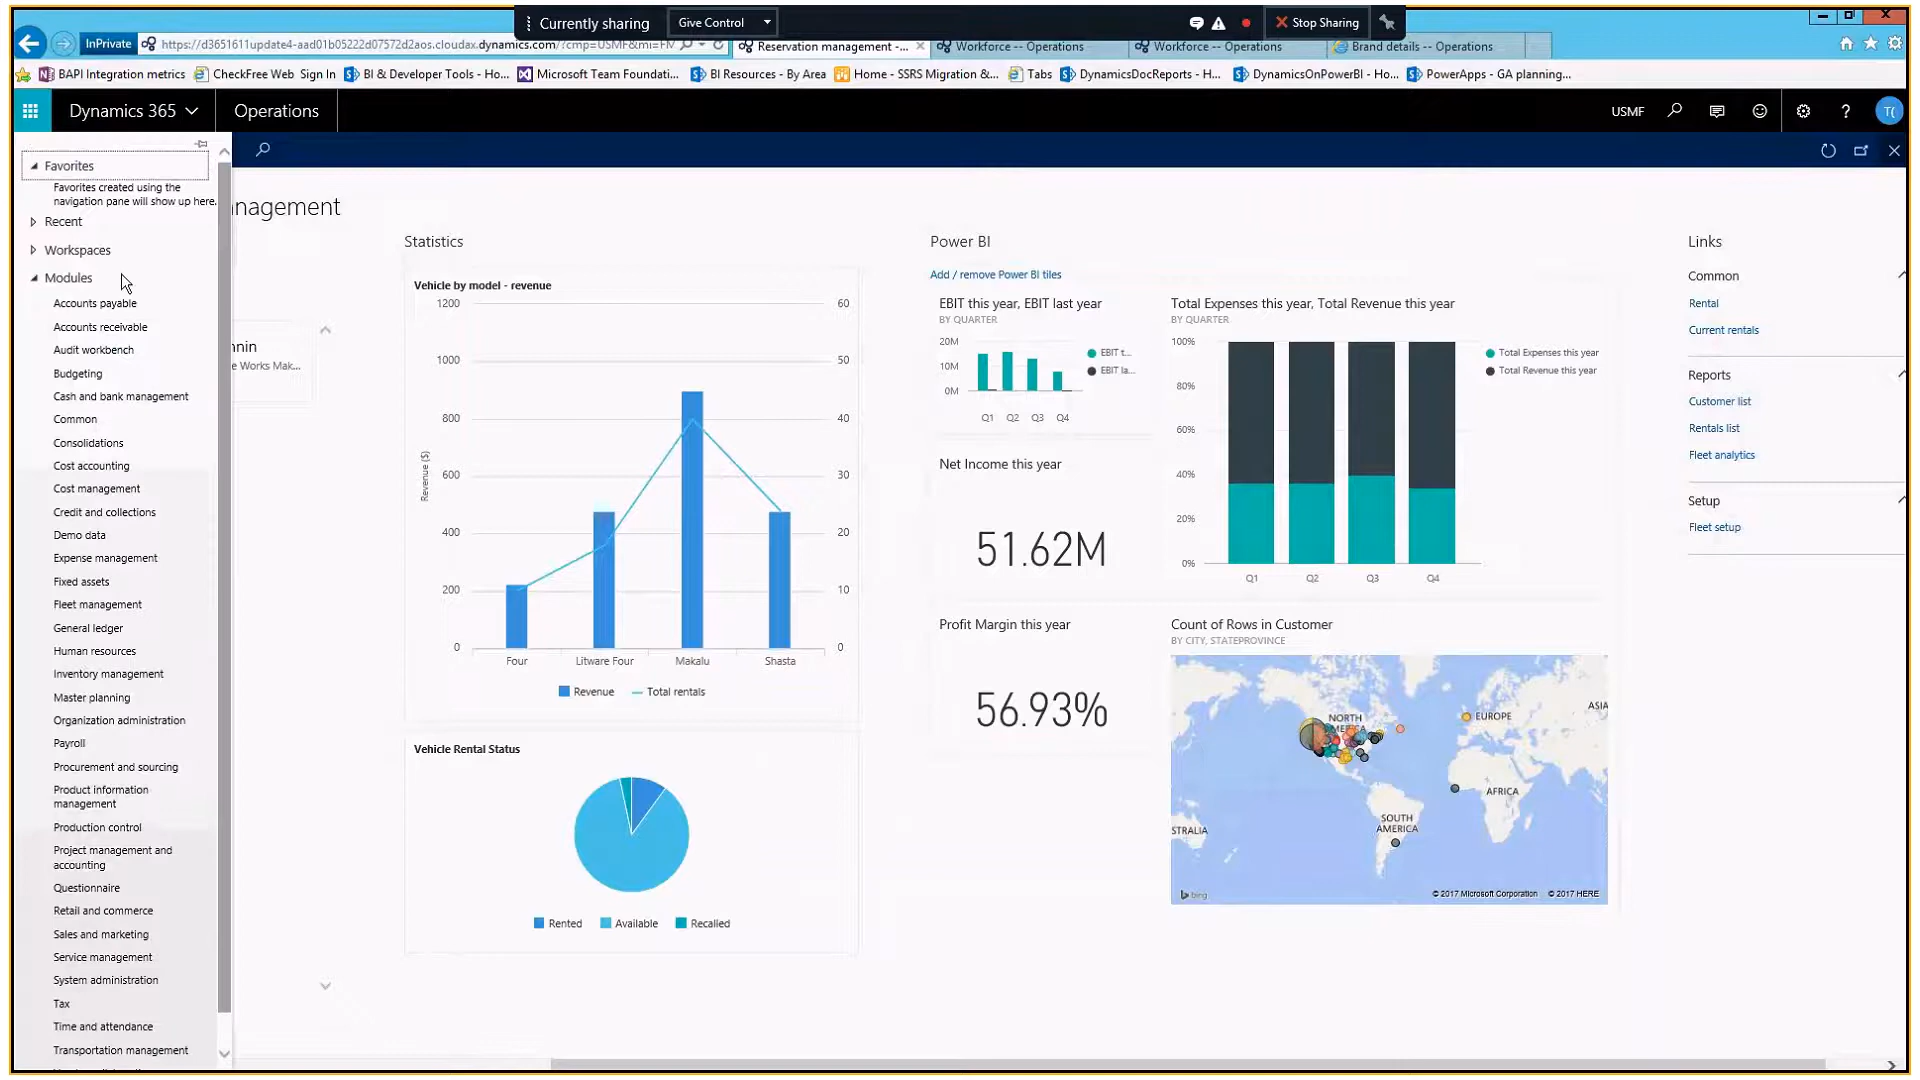 Currently sharing
Give Control
Stop Sharing
InPrivate
https://d3651611update4-aad01b05222d07572d2aos.cloudax.dynamics.com/?cmp=USMF&mi=FM
Reservation management -...
Workforce -- Operations
Workforce -- Operations
Brand details -- Operations
BAPI Integration metrics
CheckFree Web Sign In
BI & Developer Tools - Ho...
Microsoft Team Foundati...
BI Resources - By Area
Home - SSRS Migration &...
Tabs
DynamicsDocReports - H...
DynamicsOnPowerBI - Ho...
PowerApps - GA planning...
Dynamics 365
Operations
USMF
?
T(
Favorites
Favorites created using the
navigation pane will show up here.
Recent
Workspaces
Modules
Accounts payable
Accounts receivable
Audit workbench
Budgeting
Cash and bank management
Common
Consolidations
Cost accounting
Cost management
Credit and collections
Demo data
Expense management
Fixed assets
Fleet management
General ledger
Human resources
Inventory management
Master planning
Organization administration
Payroll
Procurement and sourcing
Product information
management
Production control
Project management and
accounting
Questionnaire
Retail and commerce
Sales and marketing
Service management
System administration
Tax
Time and attendance
Transportation management
nagement
nnin
e Works Mak...
Statistics
Vehicle by model - revenue
1200
1000
800
600
400
200
0
Revenue ($)
60
50
40
30
20
10
0
Four
Litware Four
Makalu
Shasta
Revenue
Total rentals
Vehicle Rental Status
Rented
Available
Recalled
Power BI
Add / remove Power BI tiles
EBIT this year, EBIT last year
BY QUARTER
20M
10M
0M
Q1
Q2
Q3
Q4
EBIT t...
EBIT la...
Net Income this year
51.62M
Profit Margin this year
56.93%
Total Expenses this year, Total Revenue this year
BY QUARTER
100%
80%
60%
40%
20%
0%
Q1
Q2
Q3
Q4
Total Expenses this year
Total Revenue this year
Count of Rows in Customer
BY CITY, STATEPROVINCE
NORTH
AMERICA
EUROPE
ASIA
AFRICA
SOUTH
AMERICA
STRALIA
bing
© 2017 Microsoft Corporation
© 2017 HERE
Links
Common
Rental
Current rentals
Reports
Customer list
Rentals list
Fleet analytics
Setup
Fleet setup